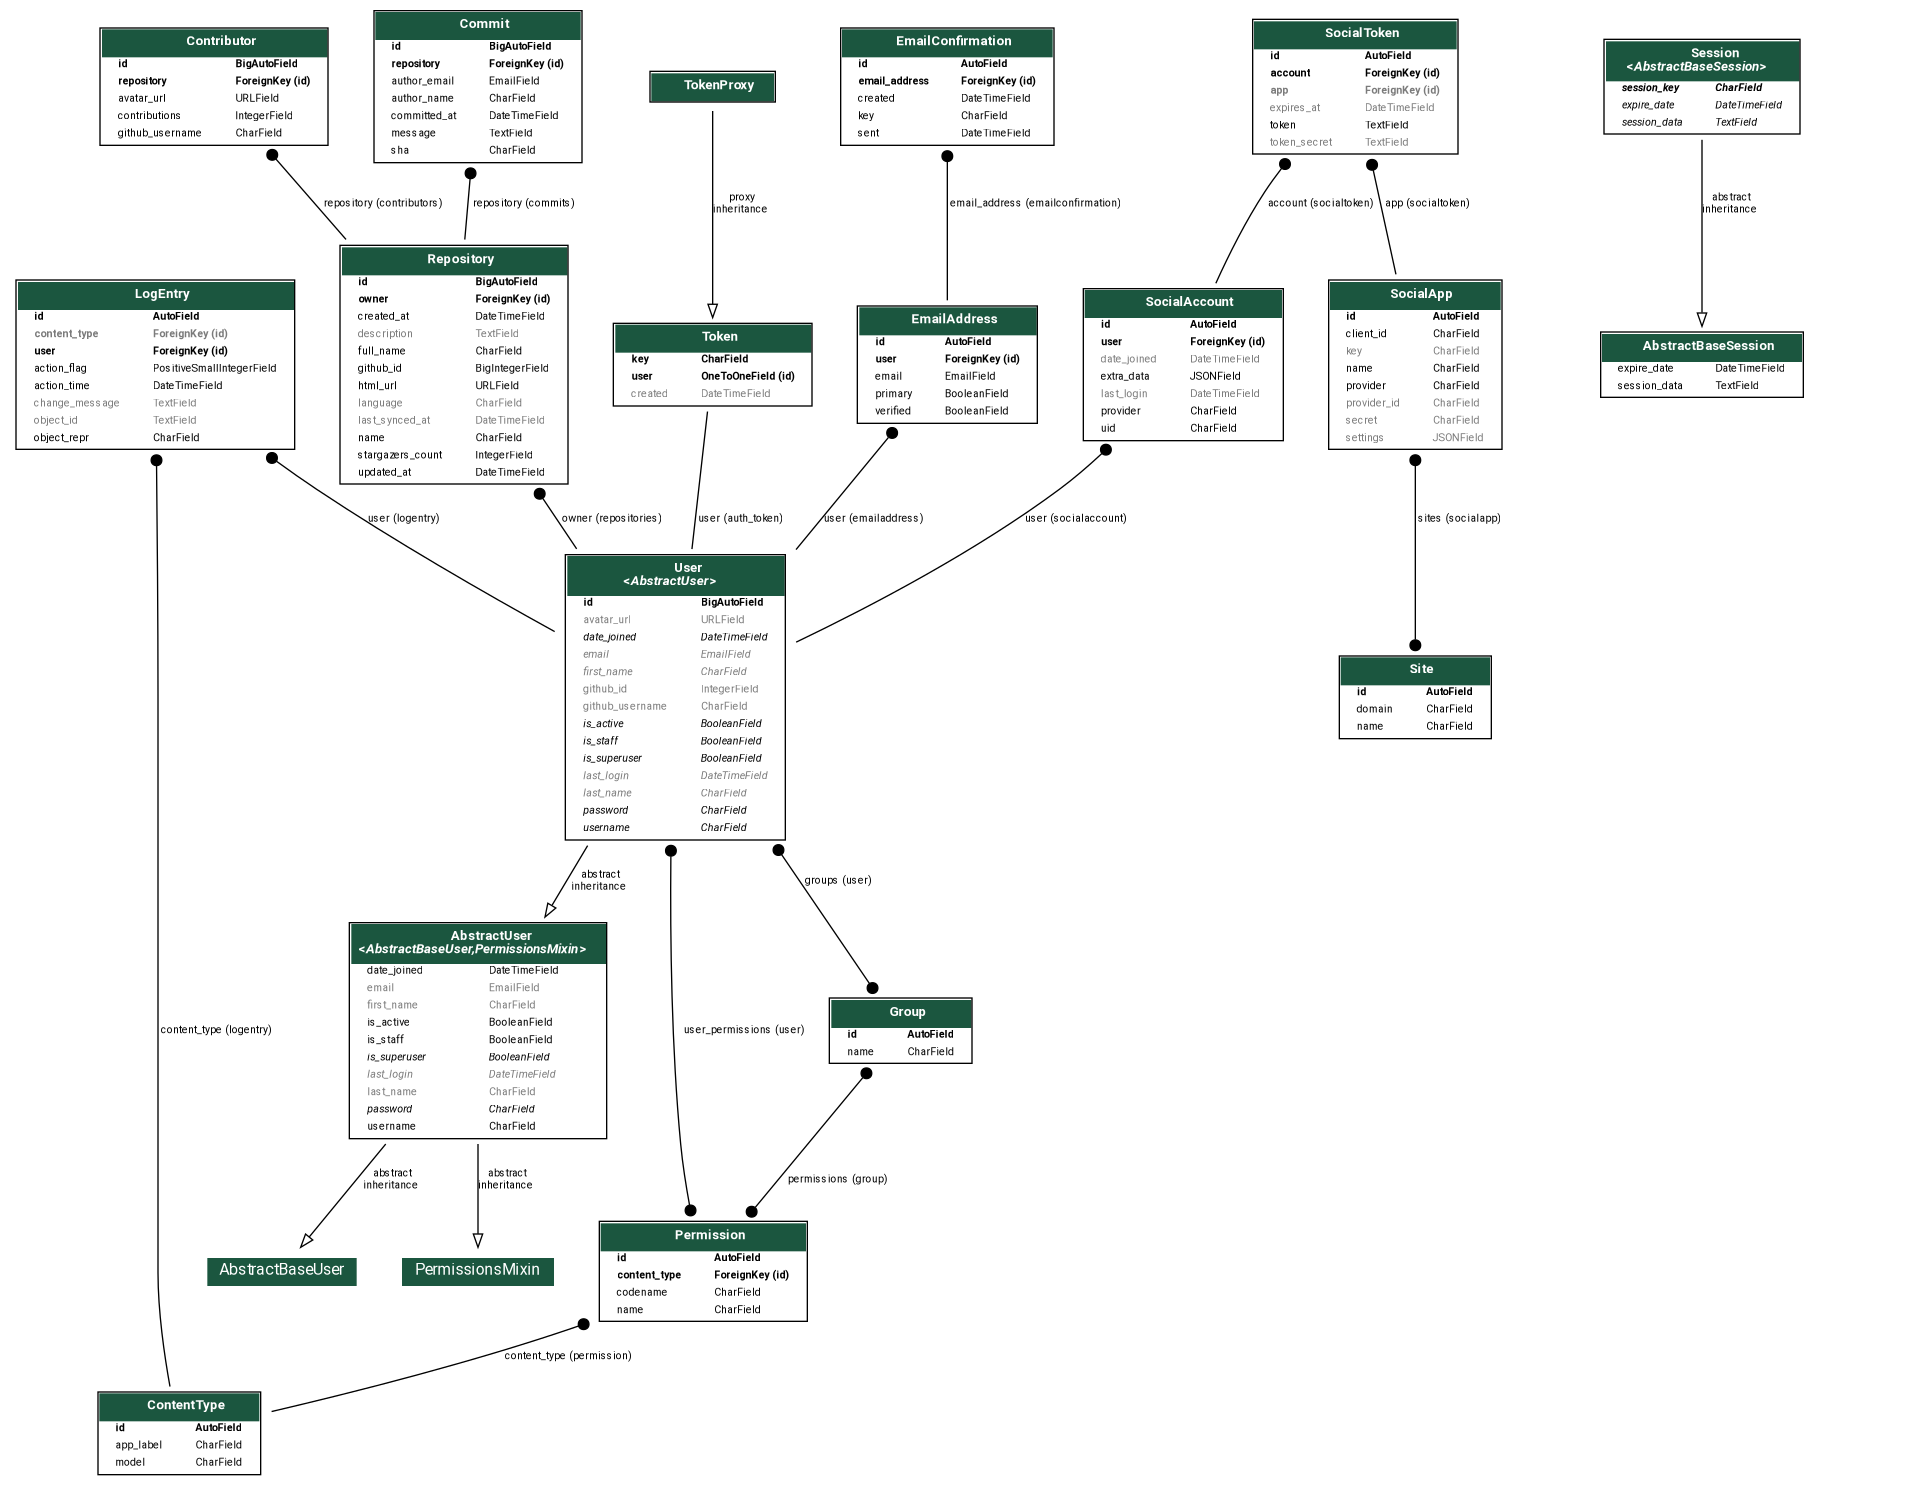 Contributor
id BigAutoField
repository ForeignKey (id)
avatar_url URLField
contributions IntegerField
github_username CharField
Commit
id BigAutoField
repository ForeignKey (id)
author_email EmailField
author_name CharField
committed_at DateTimeField
message TextField
sha CharField
TokenProxy
EmailConfirmation
id AutoField
email_address ForeignKey (id)
created DateTimeField
key CharField
sent DateTimeField
SocialToken
id AutoField
account ForeignKey (id)
app ForeignKey (id)
expires_at DateTimeField
token TextField
token_secret TextField
Session
<AbstractBaseSession>
session_key CharField
expire_date DateTimeField
session_data TextField
repository (contributors)
repository (commits)
proxy
inheritance
email_address (emailconfirmation)
account (socialtoken)
app (socialtoken)
abstract
inheritance
LogEntry
id AutoField
content_type ForeignKey (id)
user ForeignKey (id)
action_flag PositiveSmallIntegerField
action_time DateTimeField
change_message TextField
object_id TextField
object_repr CharField
Repository
id BigAutoField
owner ForeignKey (id)
created_at DateTimeField
description TextField
full_name CharField
github_id BigIntegerField
html_url URLField
language CharField
last_synced_at DateTimeField
name CharField
stargazers_count IntegerField
updated_at DateTimeField
Token
key CharField
user OneToOneField (id)
created DateTimeField
EmailAddress
id AutoField
user ForeignKey (id)
email EmailField
primary BooleanField
verified BooleanField
SocialAccount
id AutoField
user ForeignKey (id)
date_joined DateTimeField
extra_data JSONField
last_login DateTimeField
provider CharField
uid CharField
SocialApp
id AutoField
client_id CharField
key CharField
name CharField
provider CharField
provider_id CharField
secret CharField
settings JSONField
AbstractBaseSession
expire_date DateTimeField
session_data TextField
user (logentry)
owner (repositories)
user (auth_token)
user (emailaddress)
user (socialaccount)
sites (socialapp)
User
<AbstractUser>
id BigAutoField
avatar_url URLField
date_joined DateTimeField
email EmailField
first_name CharField
github_id IntegerField
github_username CharField
is_active BooleanField
is_staff BooleanField
is_superuser BooleanField
last_login DateTimeField
last_name CharField
password CharField
username CharField
Site
id AutoField
domain CharField
name CharField
abstract
inheritance
groups (user)
AbstractUser
<AbstractBaseUser,PermissionsMixin>
date_joined DateTimeField
email EmailField
first_name CharField
is_active BooleanField
is_staff BooleanField
is_superuser BooleanField
last_login DateTimeField
last_name CharField
password CharField
username CharField
content_type (logentry)
user_permissions (user)
Group
id AutoField
name CharField
abstract
inheritance
abstract
inheritance
permissions (group)
AbstractBaseUser
PermissionsMixin
Permission
id AutoField
content_type ForeignKey (id)
codename CharField
name CharField
content_type (permission)
ContentType
id AutoField
app_label CharField
model CharField